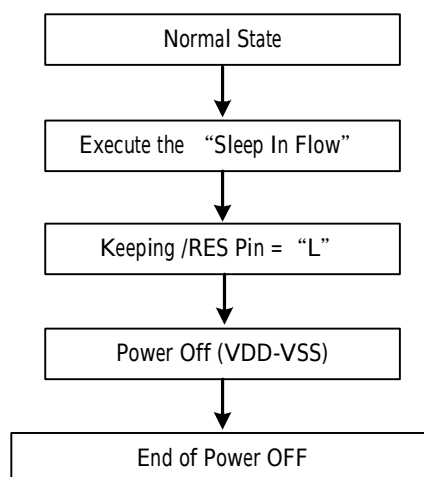 Normal State
Execute the “Sleep In Flow”
Keeping /RES Pin = “L”
Power Off (VDD-VSS)
End of Power OFF